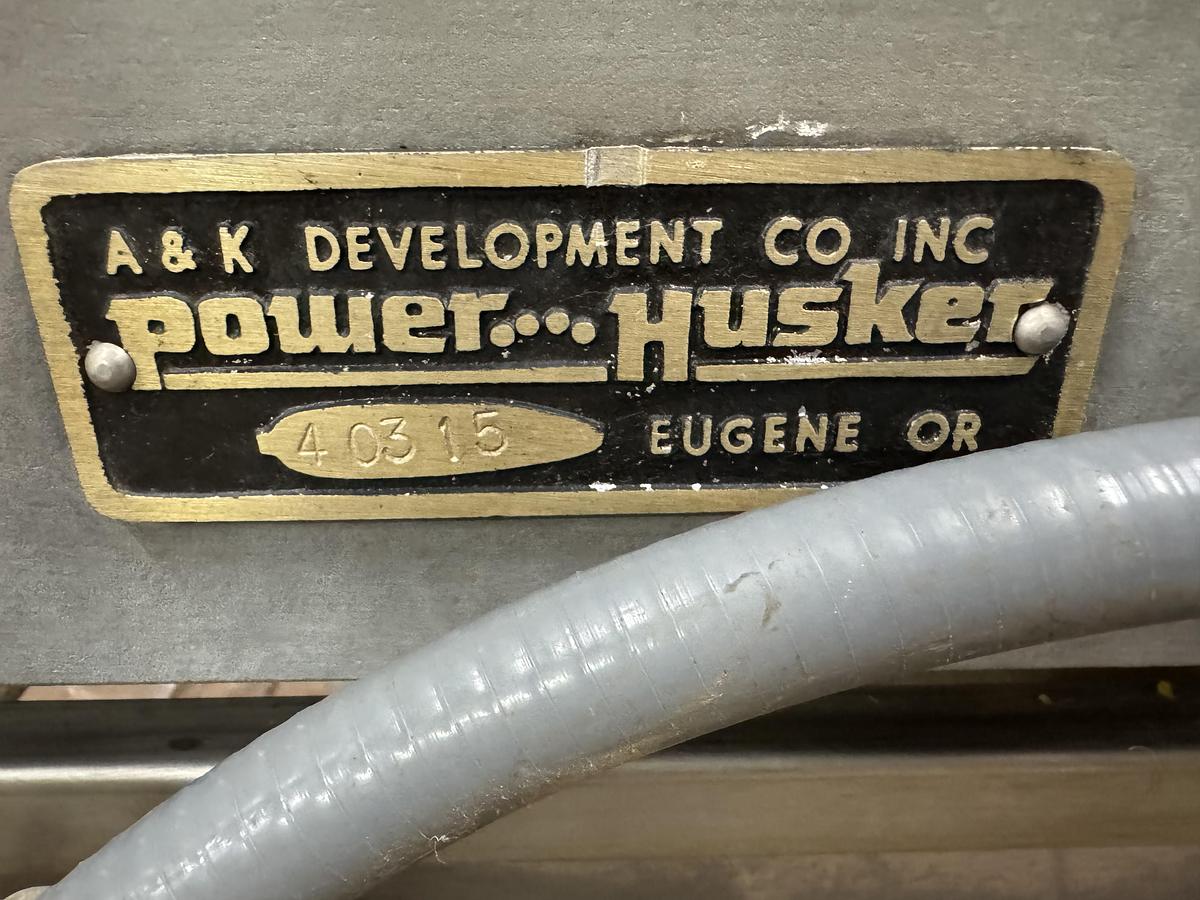 A & K DEVELOPMENT CO INC
Power...Husker
40315 EUGENE OR